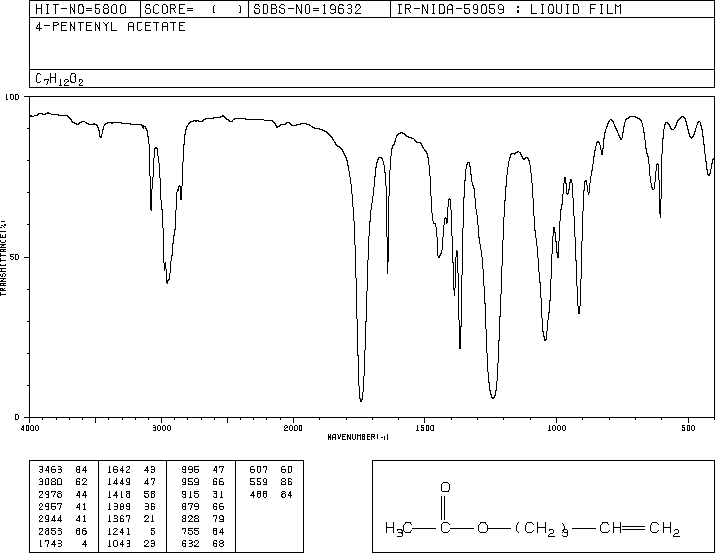 HIT-NO=5800 SCORE= ( ) SDBS-NO=19632 IR-NIDA-59059 : LIQUID FILM
4-PENTENYL ACETATE
C7H12O2
100
50
0
TRANSMITTANCE(%)
4000 3000 2000 1500 1000 500
WAVENUMBER(-1)
3463 84 1642 43 996 47 607 60
3080 62 1449 47 959 66 559 86
2978 44 1418 58 915 31 488 84
2957 41 1389 36 879 66
2944 41 1367 21 828 79
2853 66 1241 5 755 84
1743 4 1043 23 632 68
O
H3C—C—O—(CH2)3—CH=CH2